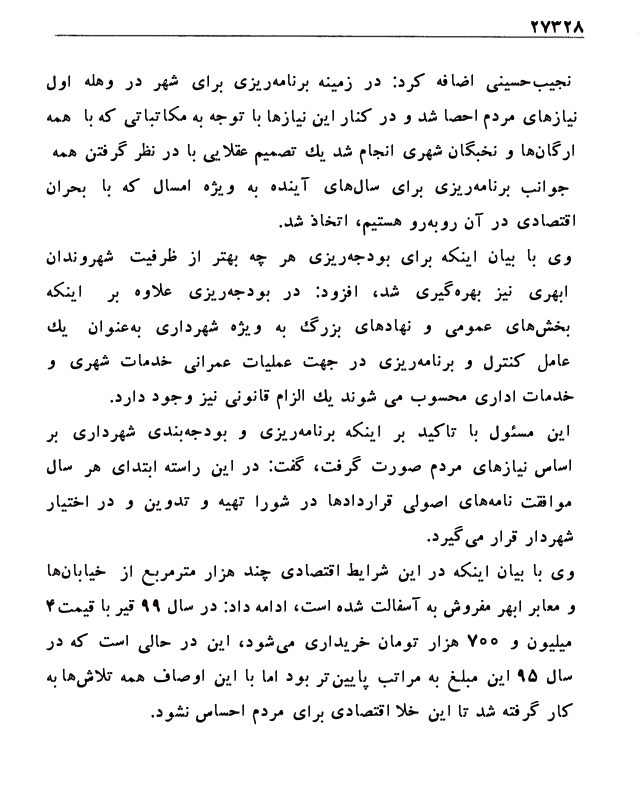 ۲۷۳۲۸
نجیب‌حسینی اضافه کرد: در زمینه برنامه‌ریزی برای شهر در وهله اول
نیازهای مردم احصا شد و در کنار این نیازها با توجه به مکاتباتی که با همه
ارگان‌ها و نخبگان شهری انجام شد یك تصمیم عقلایی با در نظر گرفتن همه
جوانب برنامه‌ریزی برای سال‌های آینده به ویژه امسال که با بحران
اقتصادی در آن روبه‌رو هستیم، اتخاذ شد.
وی با بیان اینکه برای بودجه‌ریزی هر چه بهتر از ظرفیت شهروندان
ابهری نیز بهره‌گیری شد، افزود: در بودجه‌ریزی علاوه بر اینکه
بخش‌های عمومی و نهادهای بزرگ به ویژه شهرداری به‌عنوان یك
عامل کنترل و برنامه‌ریزی در جهت عملیات عمرانی خدمات شهری و
خدمات اداری محسوب می شوند یك الزام قانونی نیز وجود دارد.
این مسئول با تاکید بر اینکه برنامه‌ریزی و بودجه‌بندی شهرداری بر
اساس نیازهای مردم صورت گرفت، گفت: در این راسته ابتدای هر سال
موافقت نامه‌های اصولی قراردادها در شورا تهیه و تدوین و در اختیار
شهردار قرار می‌گیرد.
وی با بیان اینکه در این شرایط اقتصادی چند هزار مترمربع از خیابان‌ها
و معابر ابهر مفروش به آسفالت شده است، ادامه داد: در سال ۹۹ قیر با قیمت ۴
میلیون و ۷۰۰ هزار تومان خریداری می‌شود، این در حالی است که در
سال ۹۵ این مبلغ به مراتب پایین‌تر بود اما با این اوصاف همه تلاش‌ها به
کار گرفته شد تا این خلا اقتصادی برای مردم احساس نشود.